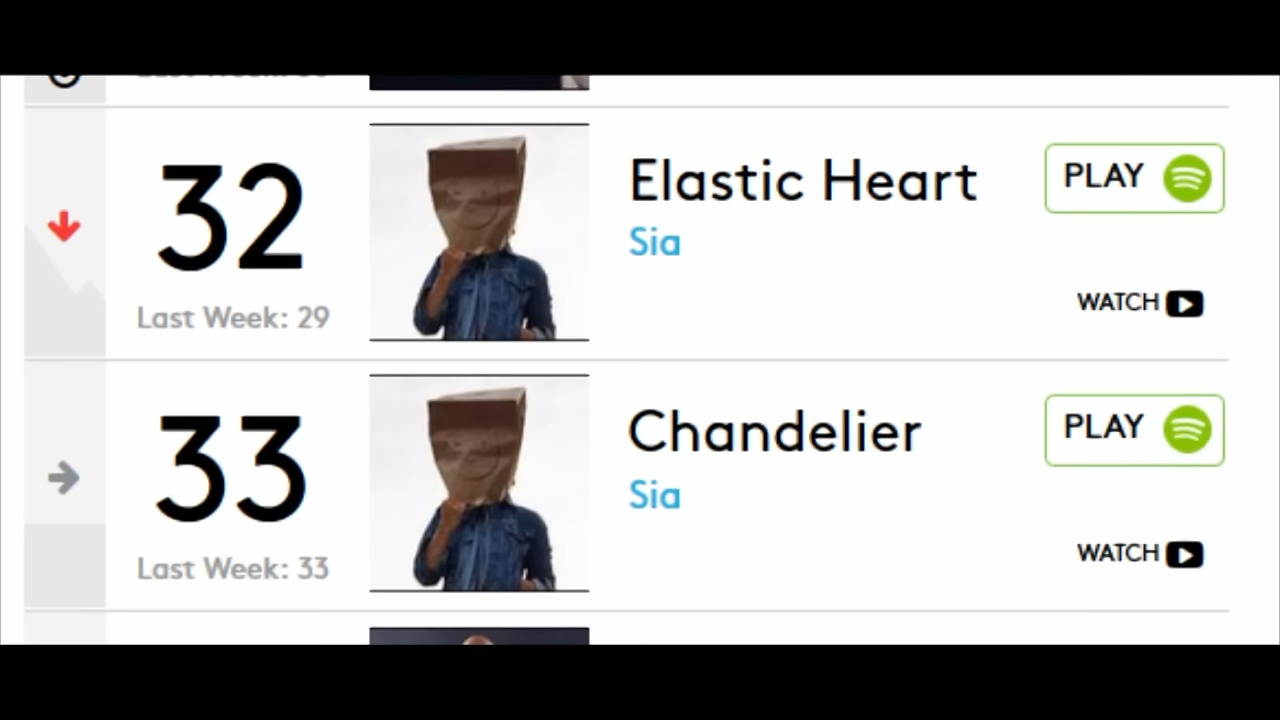 32
Last Week: 29
Elastic Heart
Sia
PLAY
WATCH
33
Last Week: 33
Chandelier
Sia
PLAY
WATCH